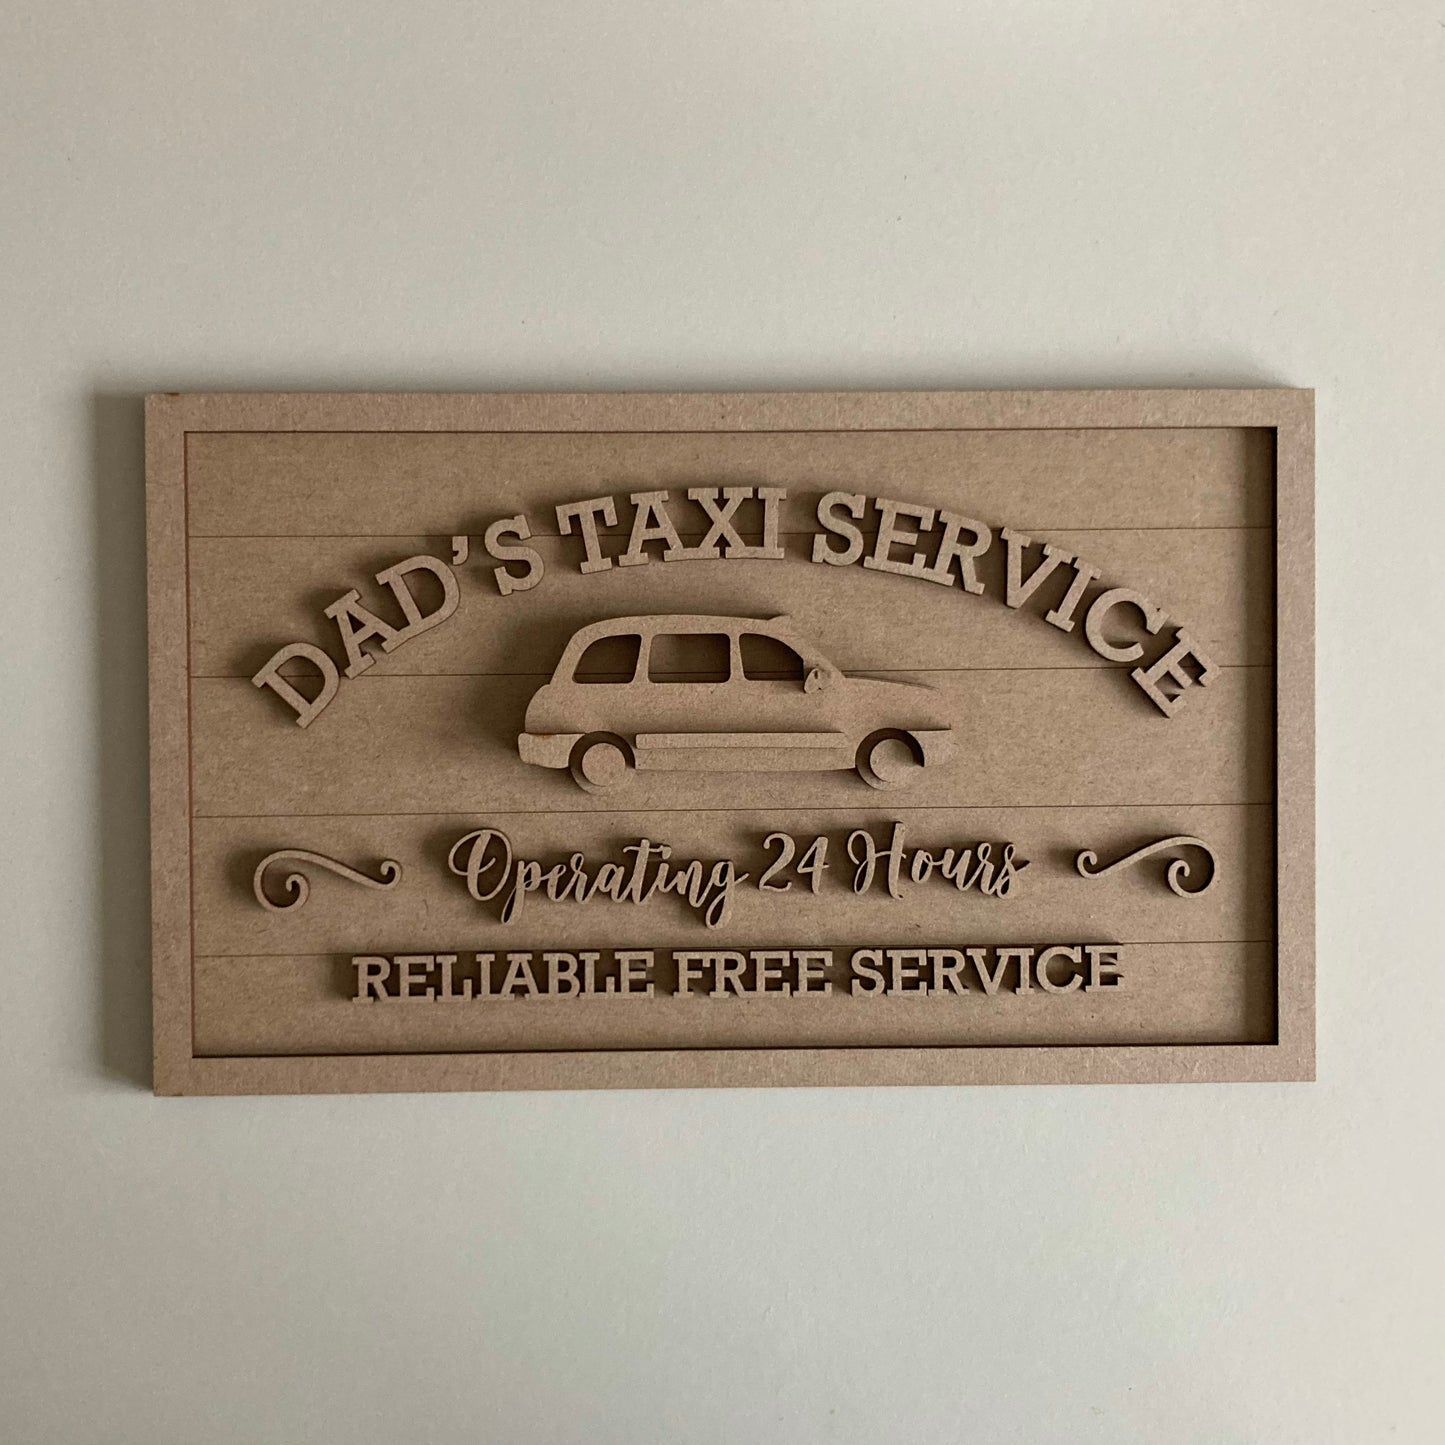 DAD'S TAXI SERVICE
Operating 24 Hours
RELIABLE FREE SERVICE